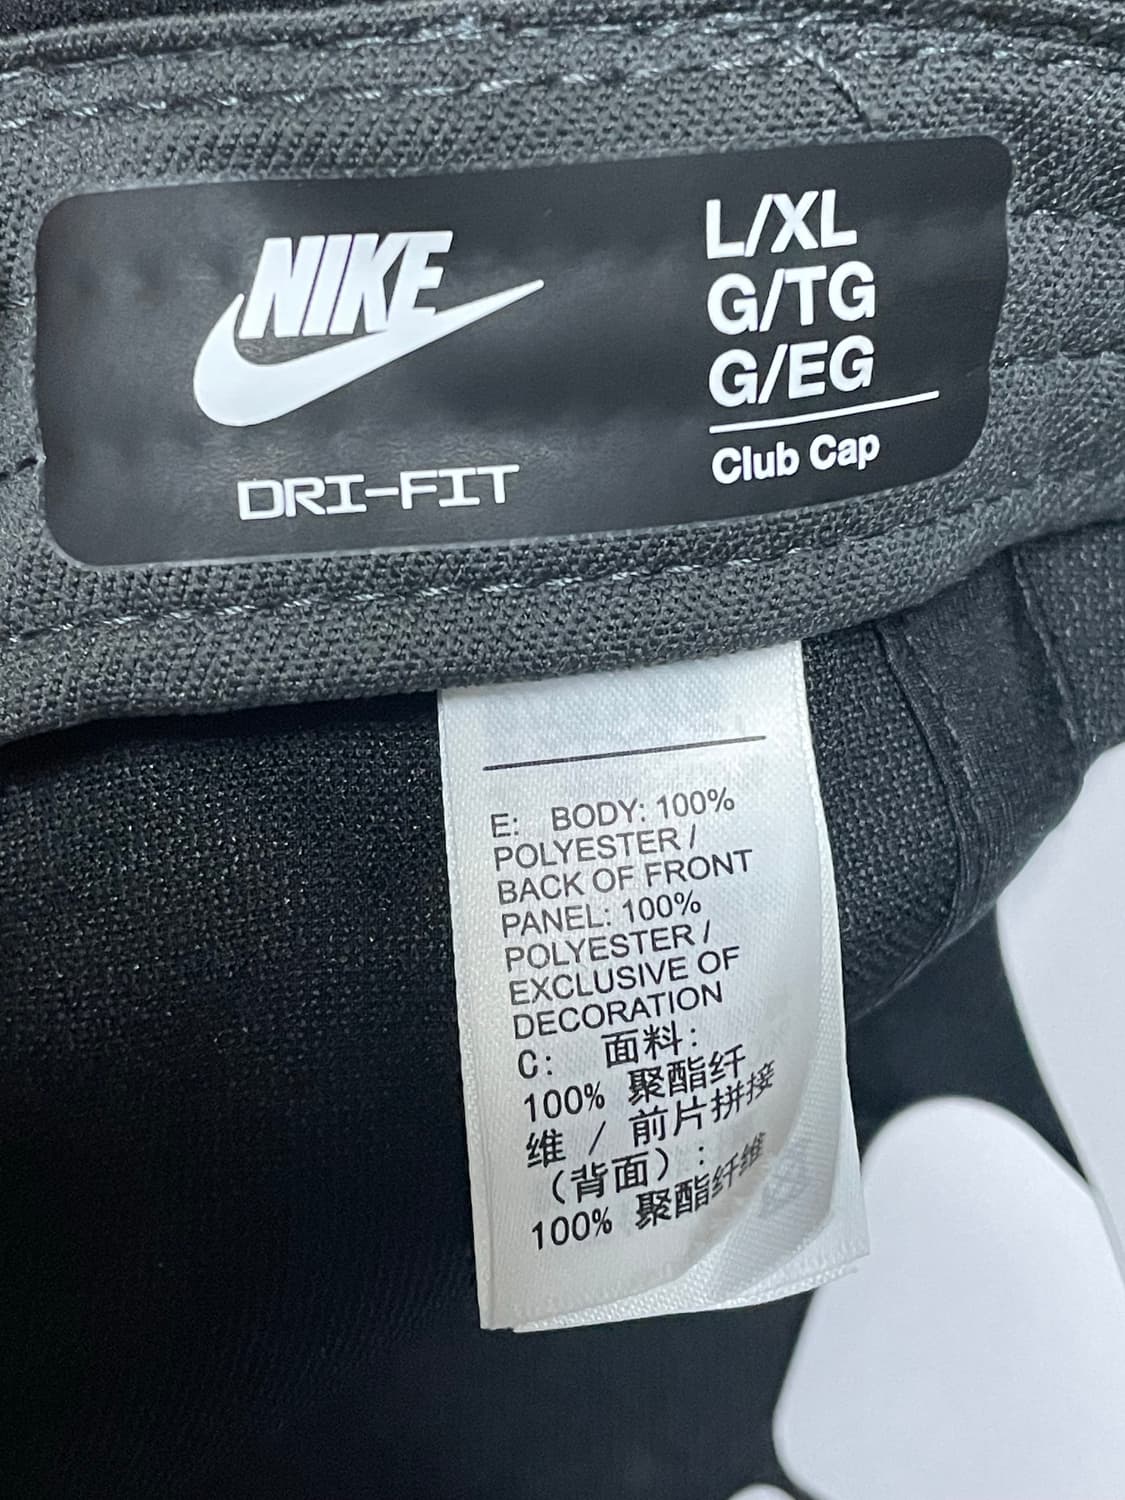 NIKE
DRI-FIT
L/XL
G/TG
G/EG
Club Cap
E: BODY: 100%
POLYESTER /
BACK OF FRONT
PANEL: 100%
POLYESTER /
EXCLUSIVE OF
DECORATION
C: 面料:
100% 聚酯纤
维 / 前片拼接
（背面）:
100% 聚酯纤维